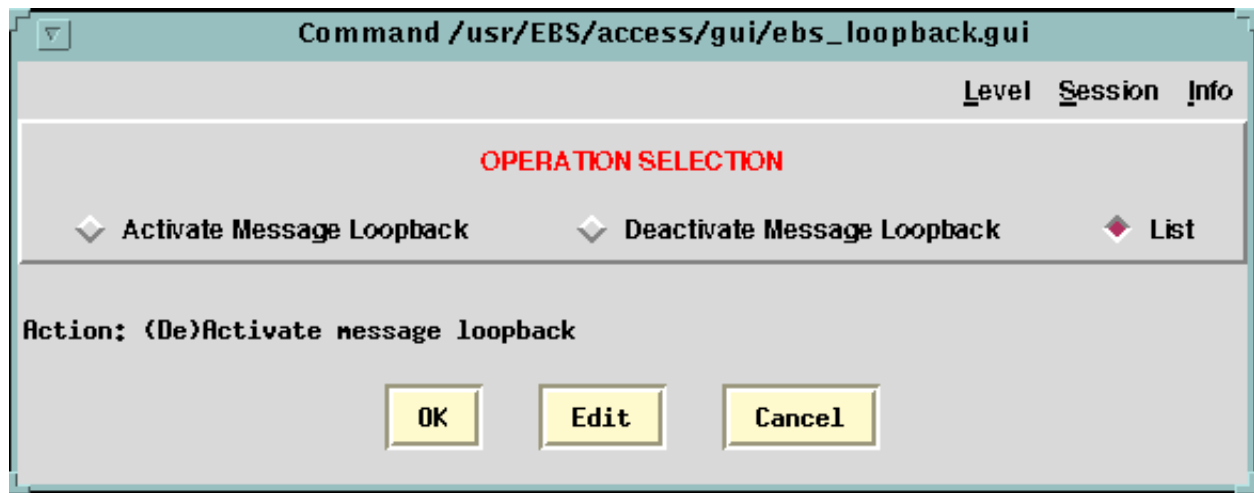 Command /usr/EBS/access/gui/ebs_loopback.gui
Level Session Info
OPERATION SELECTION
Activate Message Loopback Deactivate Message Loopback List
Action: (De)Activate message loopback
OK Edit Cancel